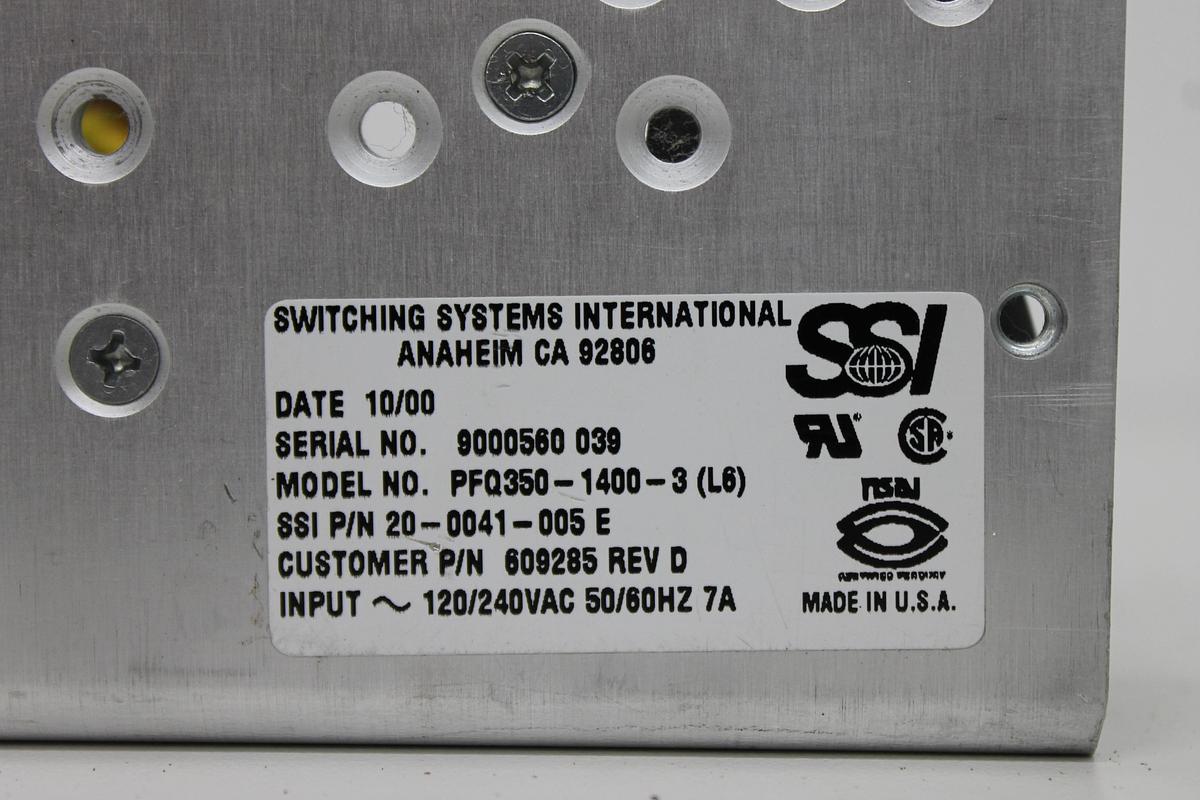 SWITCHING SYSTEMS INTERNATIONAL
ANAHEIM CA 92806
SSI
DATE 10/00
SERIAL NO. 9000560 039
MODEL NO. PFQ350-1400-3 (L6)
SSI P/N 20-0041-005 E
CUSTOMER P/N 609285 REV D
INPUT ~ 120/240VAC 50/60HZ 7A
MADE IN U.S.A.